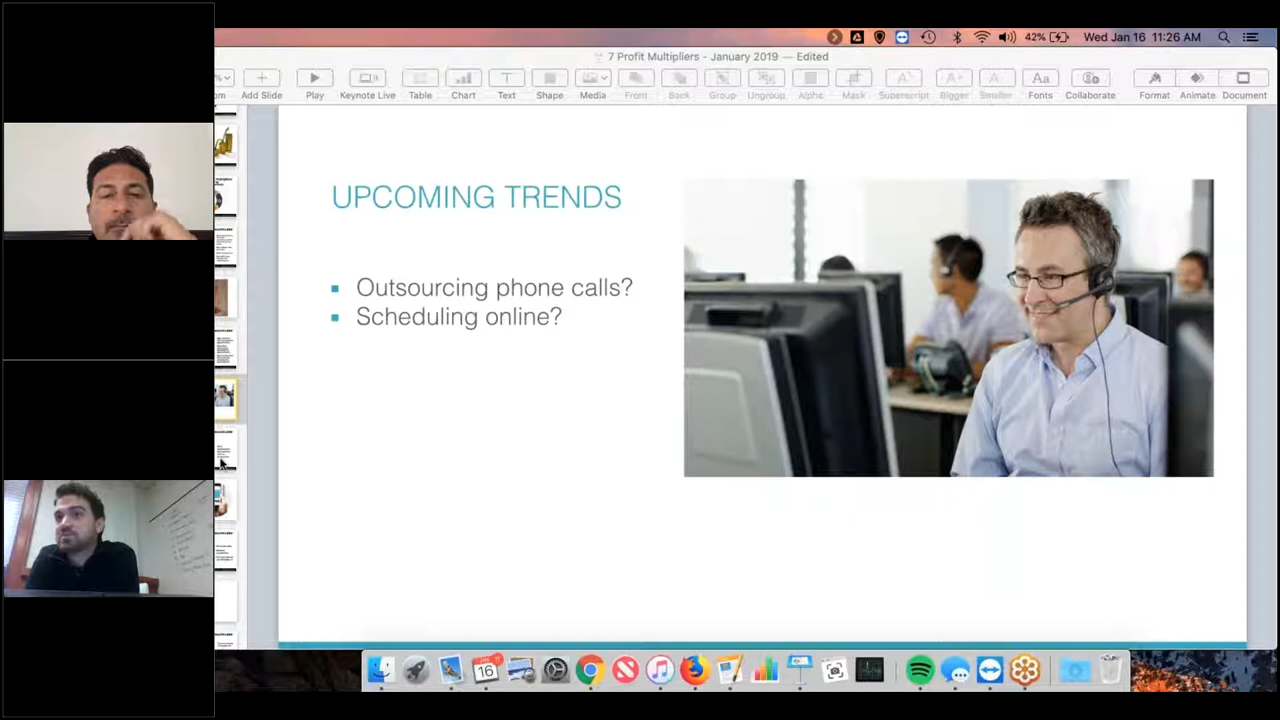 42% Wed Jan 16 11:26 AM
7 Profit Multipliers - January 2019 — Edited
Add Slide Play Keynote Live Table Chart Text Shape Media Front Back Group Ungroup Alpha Mask Superscript Bigger Smaller Fonts Collaborate Format Animate Document
UPCOMING TRENDS
Outsourcing phone calls?
Scheduling online?
JAN
16